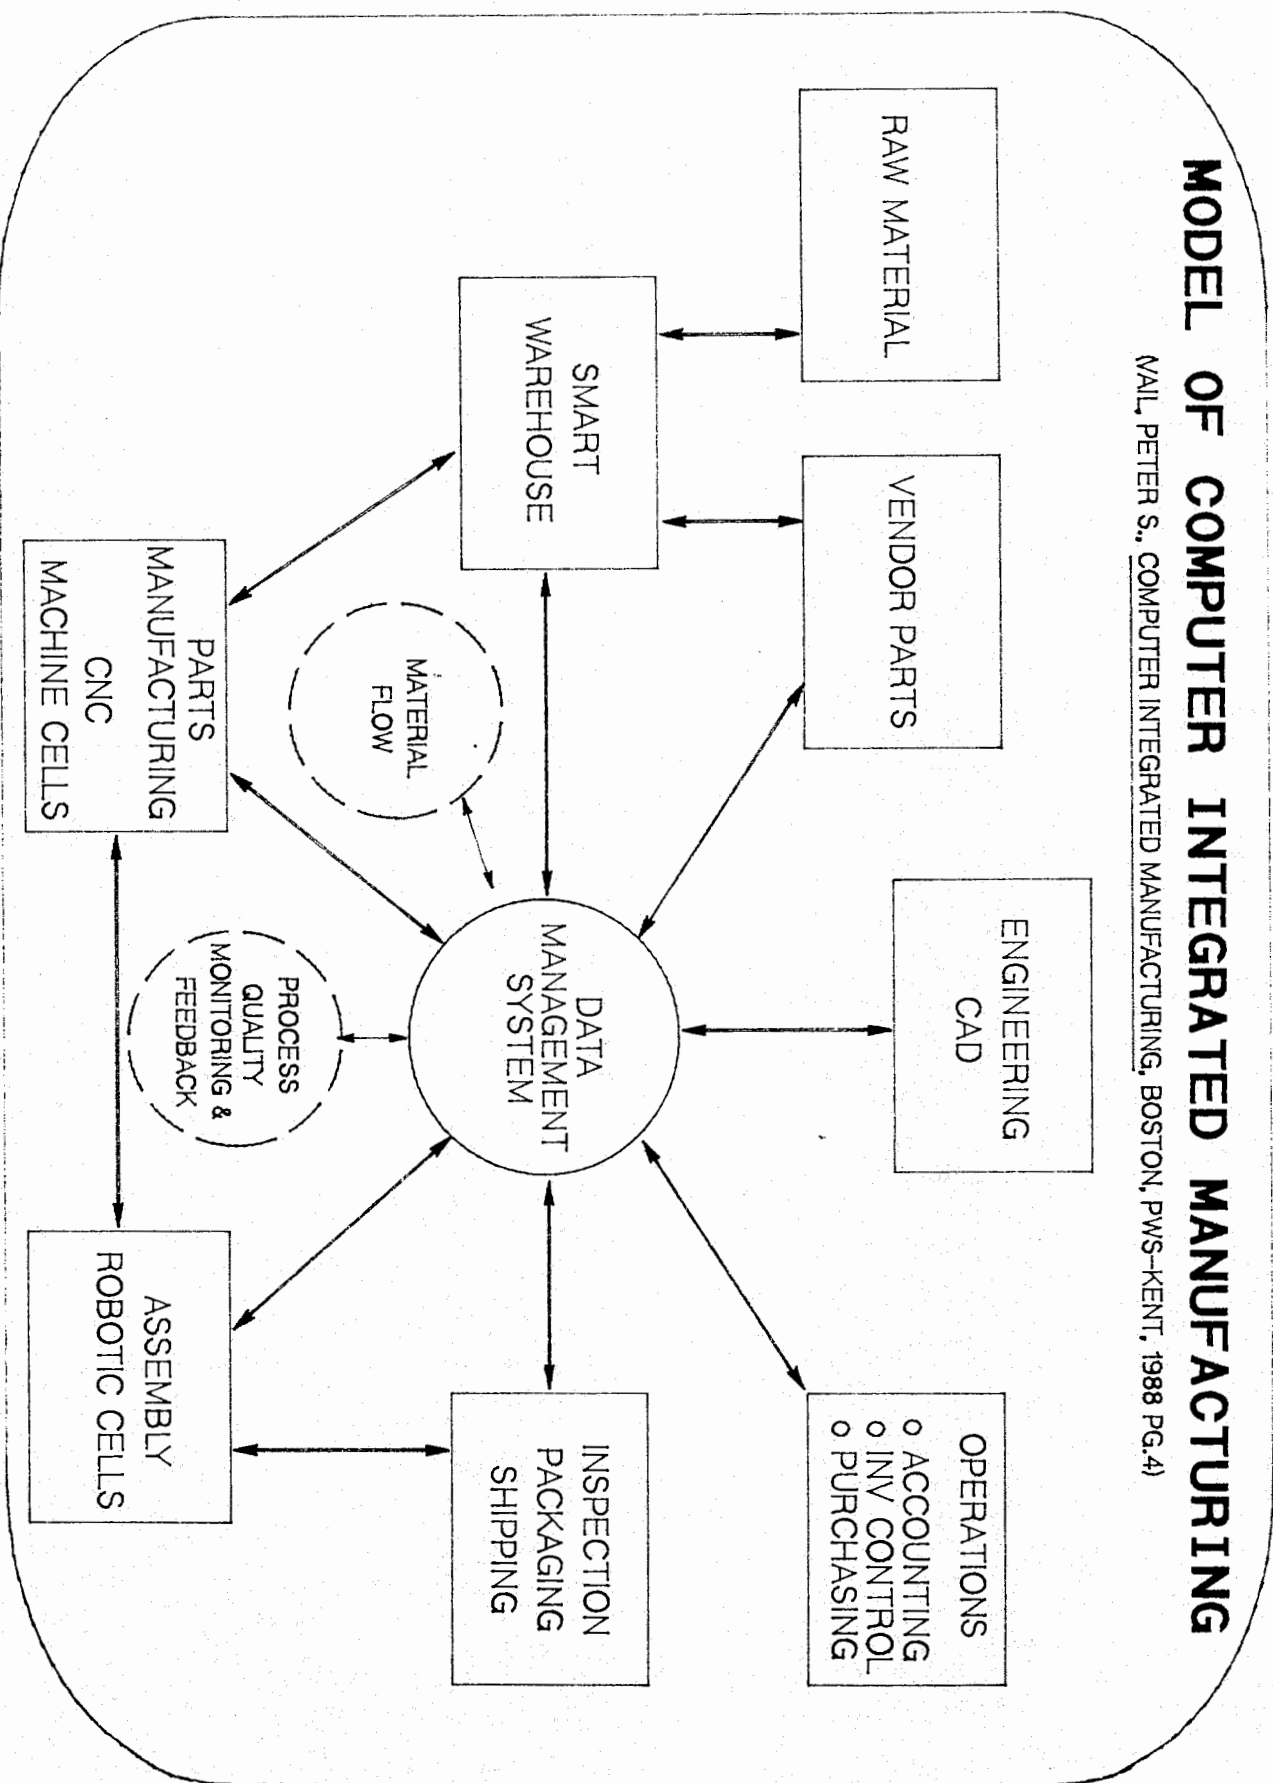 MODEL OF COMPUTER INTEGRATED MANUFACTURING
(VAIL, PETER S., COMPUTER INTEGRATED MANUFACTURING, BOSTON, PWS-KENT, 1988 PG.4)
RAW MATERIAL
VENDOR PARTS
ENGINEERING
CAD
OPERATIONS
o ACCOUNTING
o INV CONTROL
o PURCHASING
SMART
WAREHOUSE
DATA
MANAGEMENT
SYSTEM
INSPECTION
PACKAGING
SHIPPING
MATERIAL
FLOW
PROCESS
QUALITY
MONITORING &
FEEDBACK
PARTS
MANUFACTURING
CNC
MACHINE CELLS
ASSEMBLY
ROBOTIC CELLS